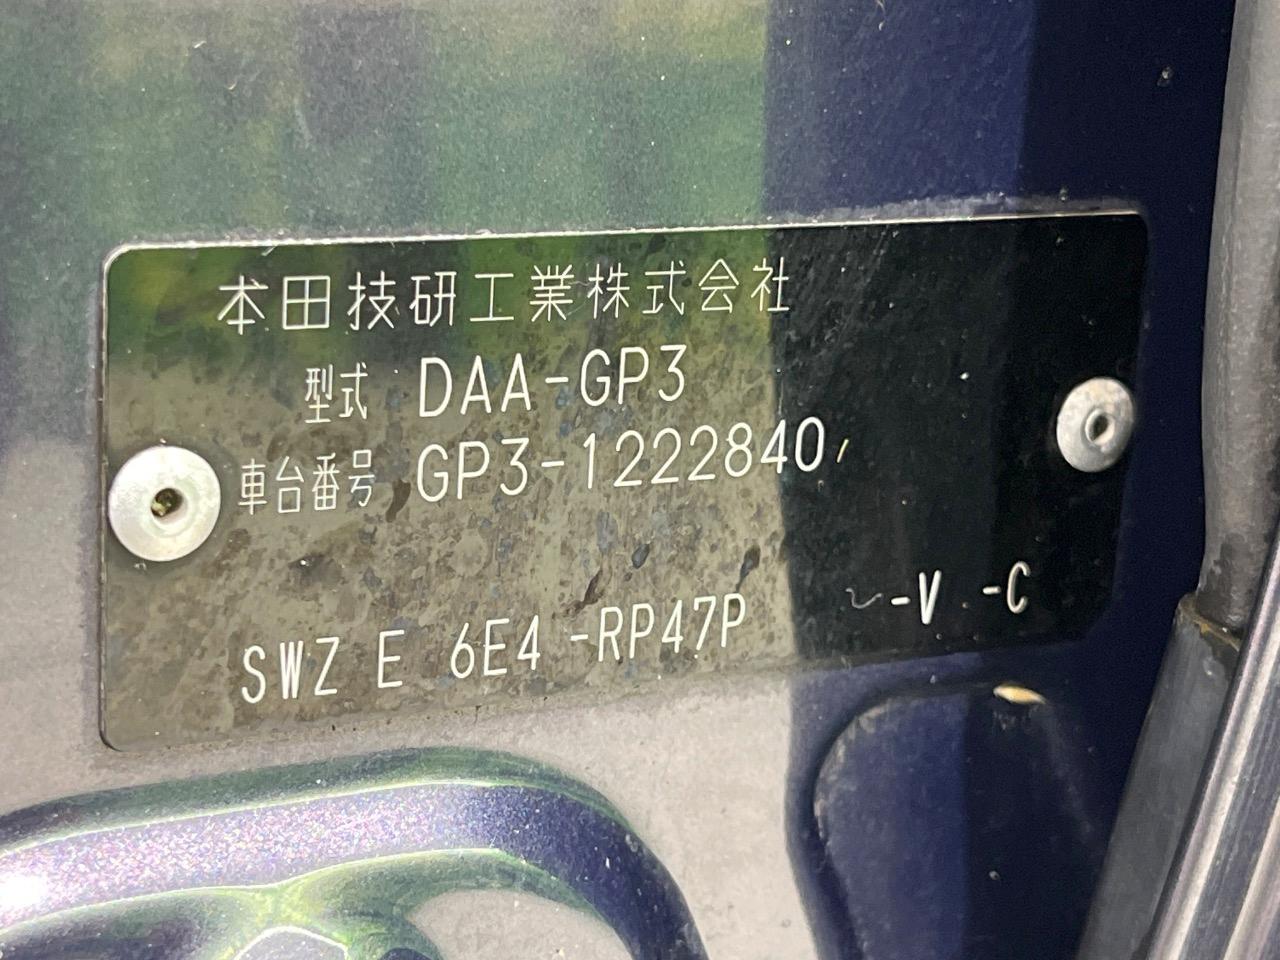 本田技研工業株式会社
型式 DAA-GP3
車台番号 GP3-1222840
SWZ E 6E4 -RP47P -V -C